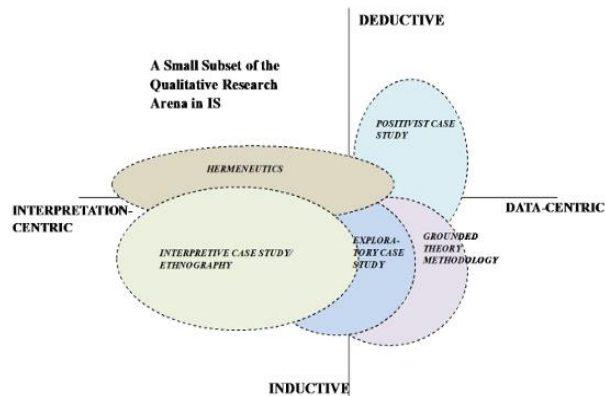 DEDUCTIVE
A Small Subset of the
Qualitative Research
Arena in IS
POSITIVIST CASE
STUDY
HERMENEUTICS
INTERPRETATION-
CENTRIC
DATA-CENTRIC
INTERPRETIVE CASE STUDY/
ETHNOGRAPHY
EXPLORA-
TORY CASE
STUDY
GROUNDED
THEORY
METHODOLOGY
INDUCTIVE